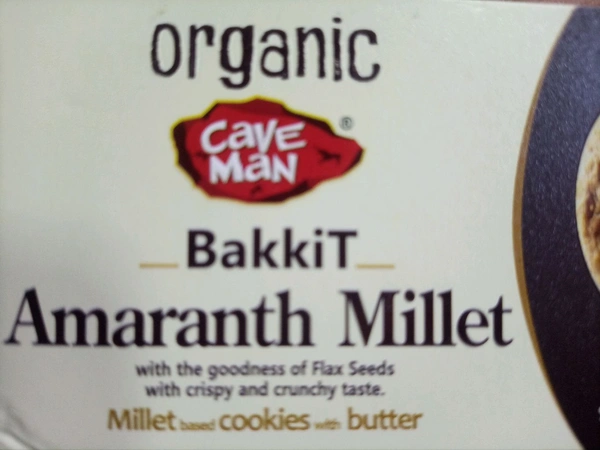 organic
CAVE
MAN
®
BakkiT
Amaranth Millet
with the goodness of Flax Seeds
with crispy and crunchy taste.
Millet based cookies with butter